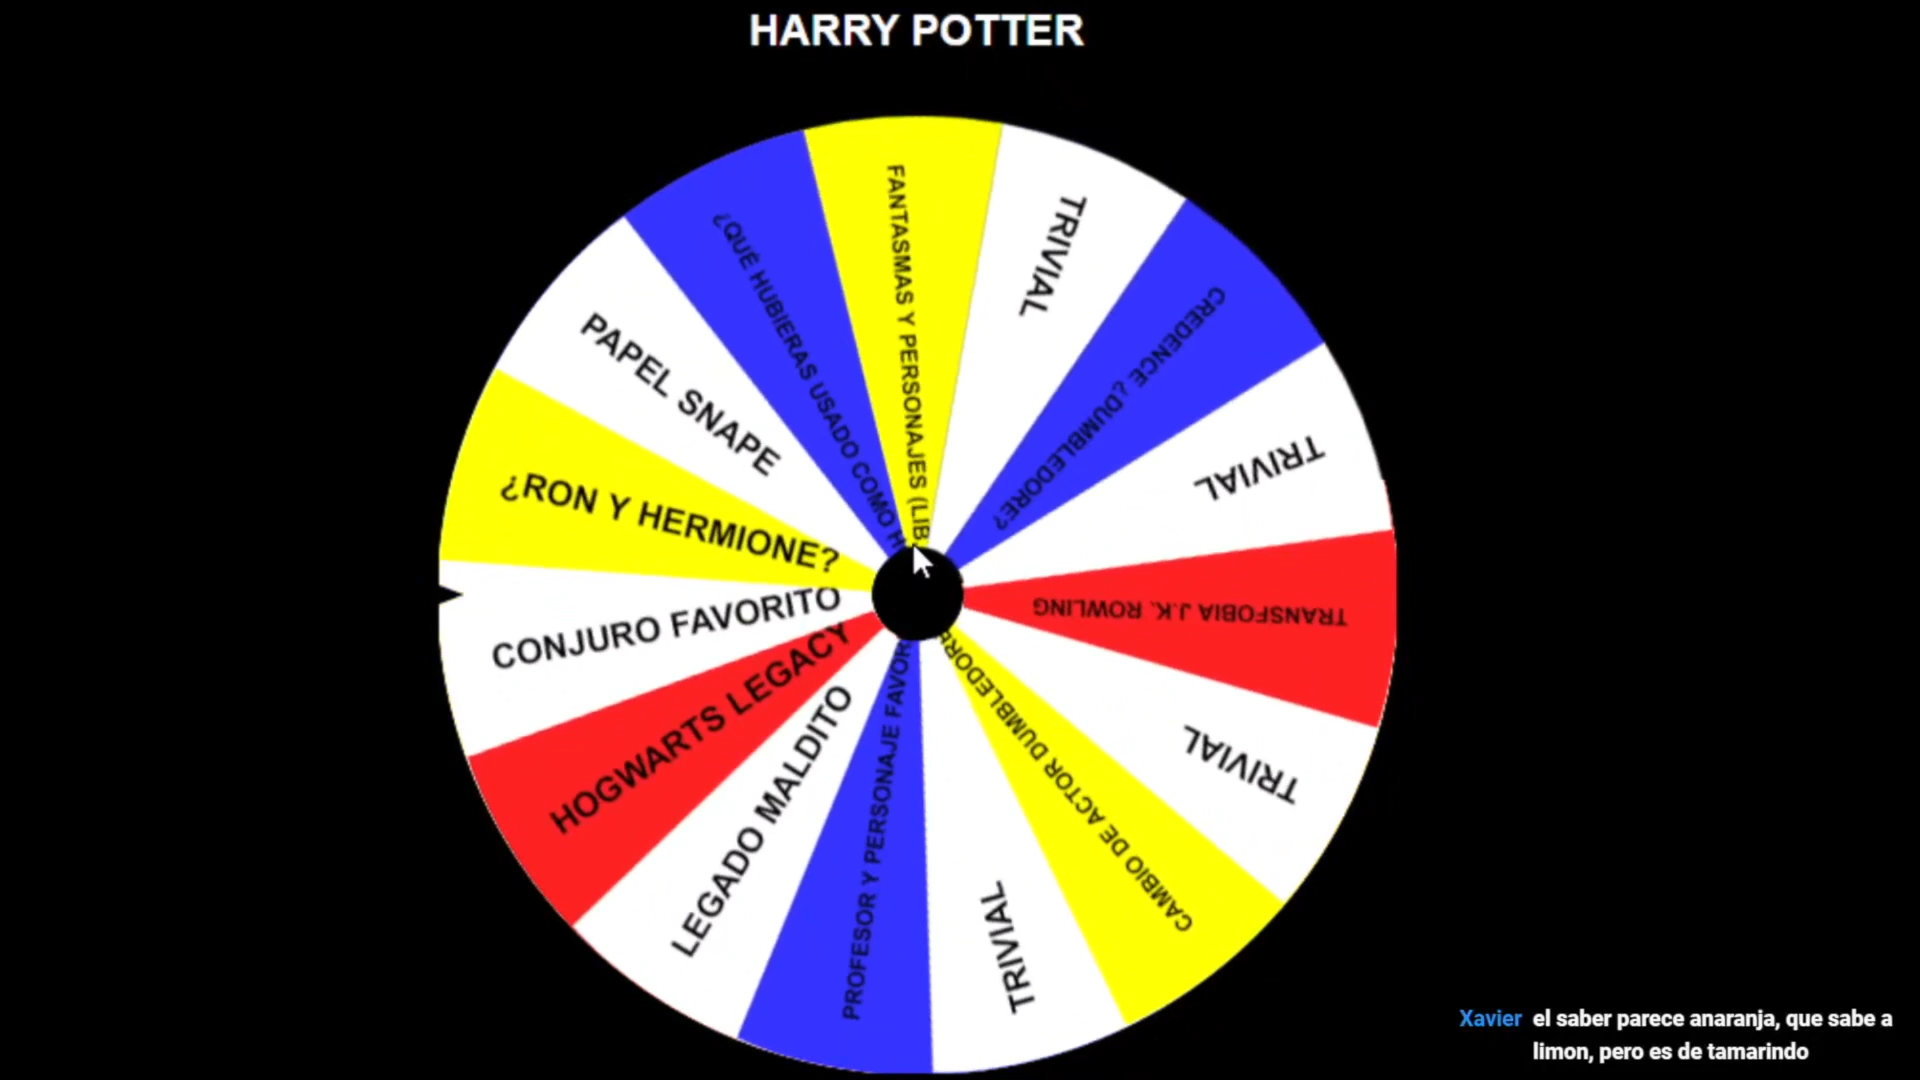 HARRY POTTER
FANTASMAS Y PERSONAJES (LIB.
TRIVIAL
CREDENCE ¿DUMBLEDORE?
TRIVIAL
TRANSFOBIA J.K. ROWLING
TRIVIAL
CAMBIO DE ACTOR DUMBLEDORE
TRIVIAL
PROFESOR Y PERSONAJE FAVOR
LEGADO MALDITO
HOGWARTS LEGACY
CONJURO FAVORITO
¿RON Y HERMIONE?
PAPEL SNAPE
¿QUÉ HUBIERAS USADO COMO H
Xavier el saber parece anaranja, que sabe a
limon, pero es de tamarindo